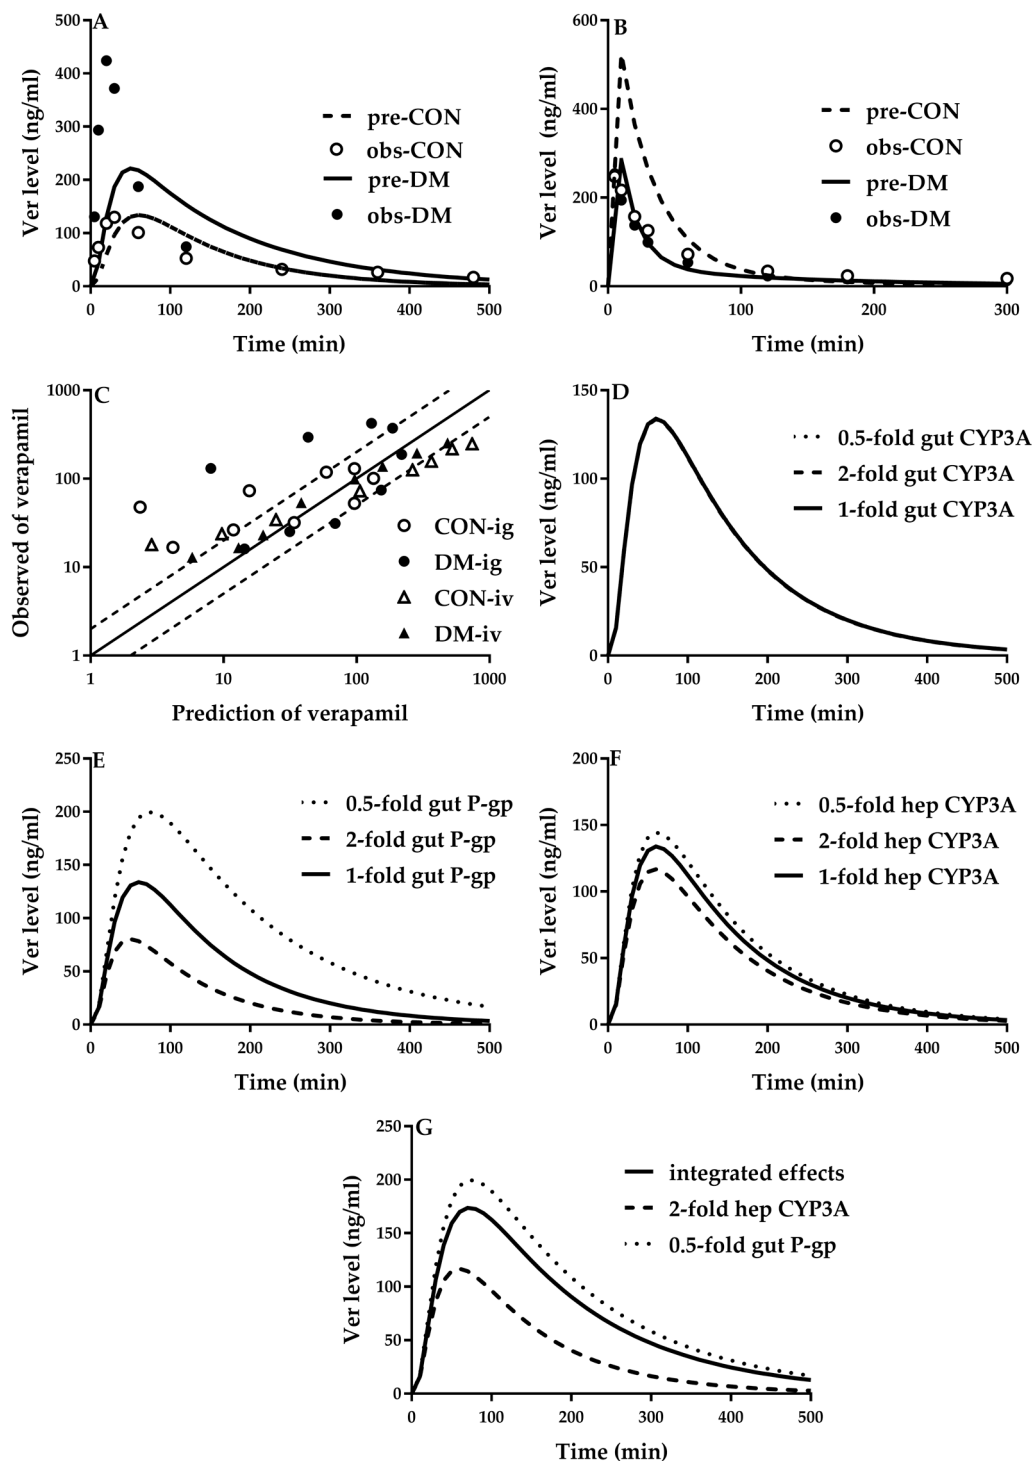 A
Ver level (ng/ml)
500
400
300
200
100
0
pre-CON
obs-CON
pre-DM
obs-DM
0 100 200 300 400 500
Time (min)
B
Ver level (ng/ml)
600
400
200
0
pre-CON
obs-CON
pre-DM
obs-DM
0 100 200 300
Time (min)
C
Observed of verapamil
1000
100
10
1
CON-ig
DM-ig
CON-iv
DM-iv
1 10 100 1000
Prediction of verapamil
D
Ver level (ng/ml)
150
100
50
0
0.5-fold gut CYP3A
2-fold gut CYP3A
1-fold gut CYP3A
0 100 200 300 400 500
Time (min)
E
Ver level (ng/ml)
250
200
150
100
50
0
0.5-fold gut P-gp
2-fold gut P-gp
1-fold gut P-gp
0 100 200 300 400 500
Time (min)
F
Ver level (ng/ml)
200
150
100
50
0
0.5-fold hep CYP3A
2-fold hep CYP3A
1-fold hep CYP3A
0 100 200 300 400 500
Time (min)
G
Ver level (ng/ml)
250
200
150
100
50
0
integrated effects
2-fold hep CYP3A
0.5-fold gut P-gp
0 100 200 300 400 500
Time (min)